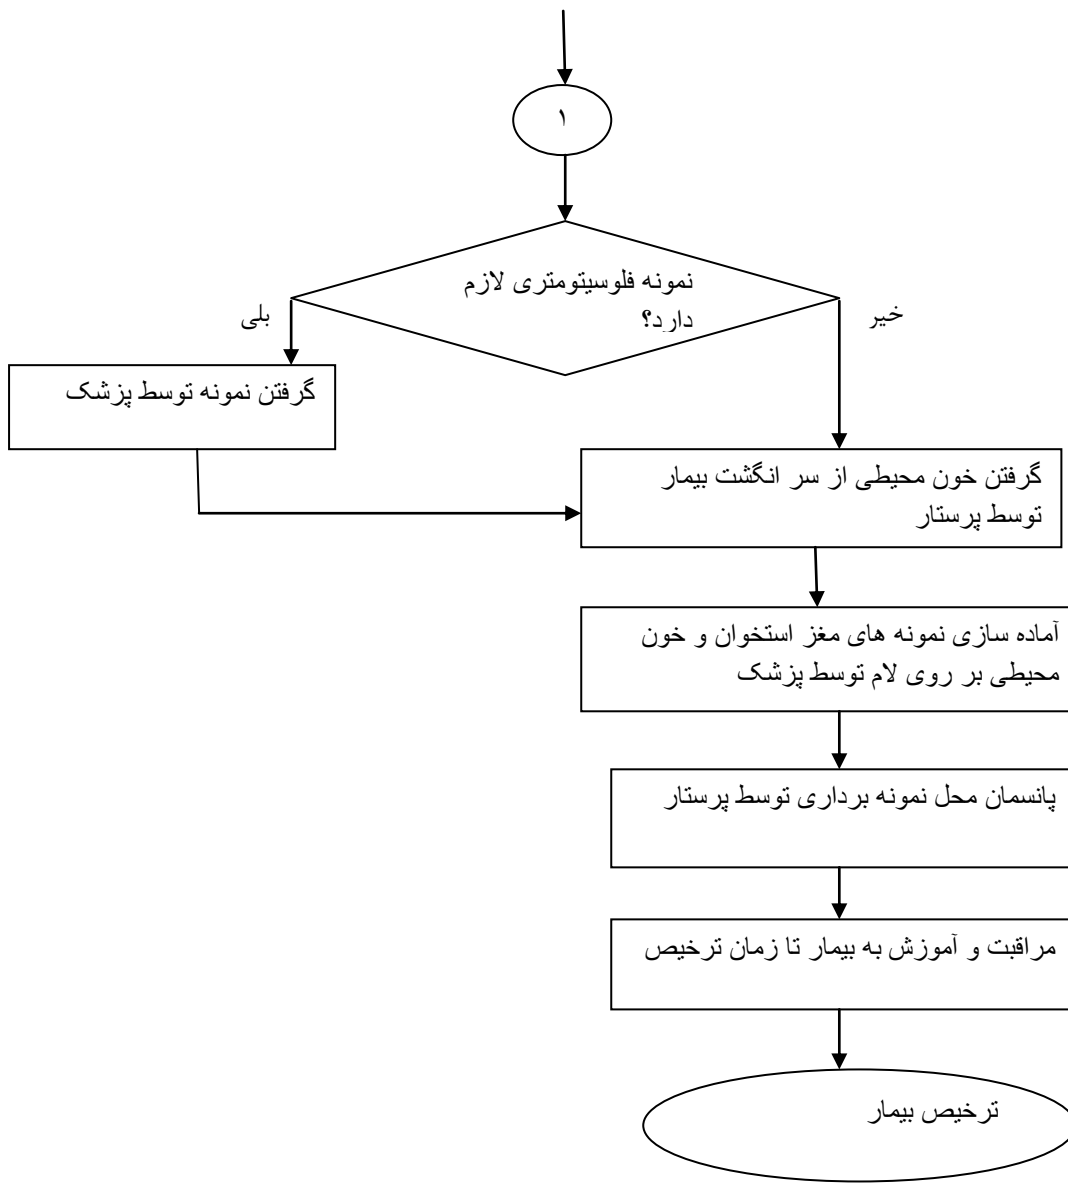 ۱
نمونه فلوسیتومتری لازم
دارد؟
بلی
خیر
گرفتن نمونه توسط پزشک
گرفتن خون محیطی از سر انگشت بیمار
توسط پرستار
آماده سازی نمونه های مغز استخوان و خون
محیطی بر روی لام توسط پزشک
پانسمان محل نمونه برداری توسط پرستار
مراقبت و آموزش به بیمار تا زمان ترخیص
ترخیص بیمار